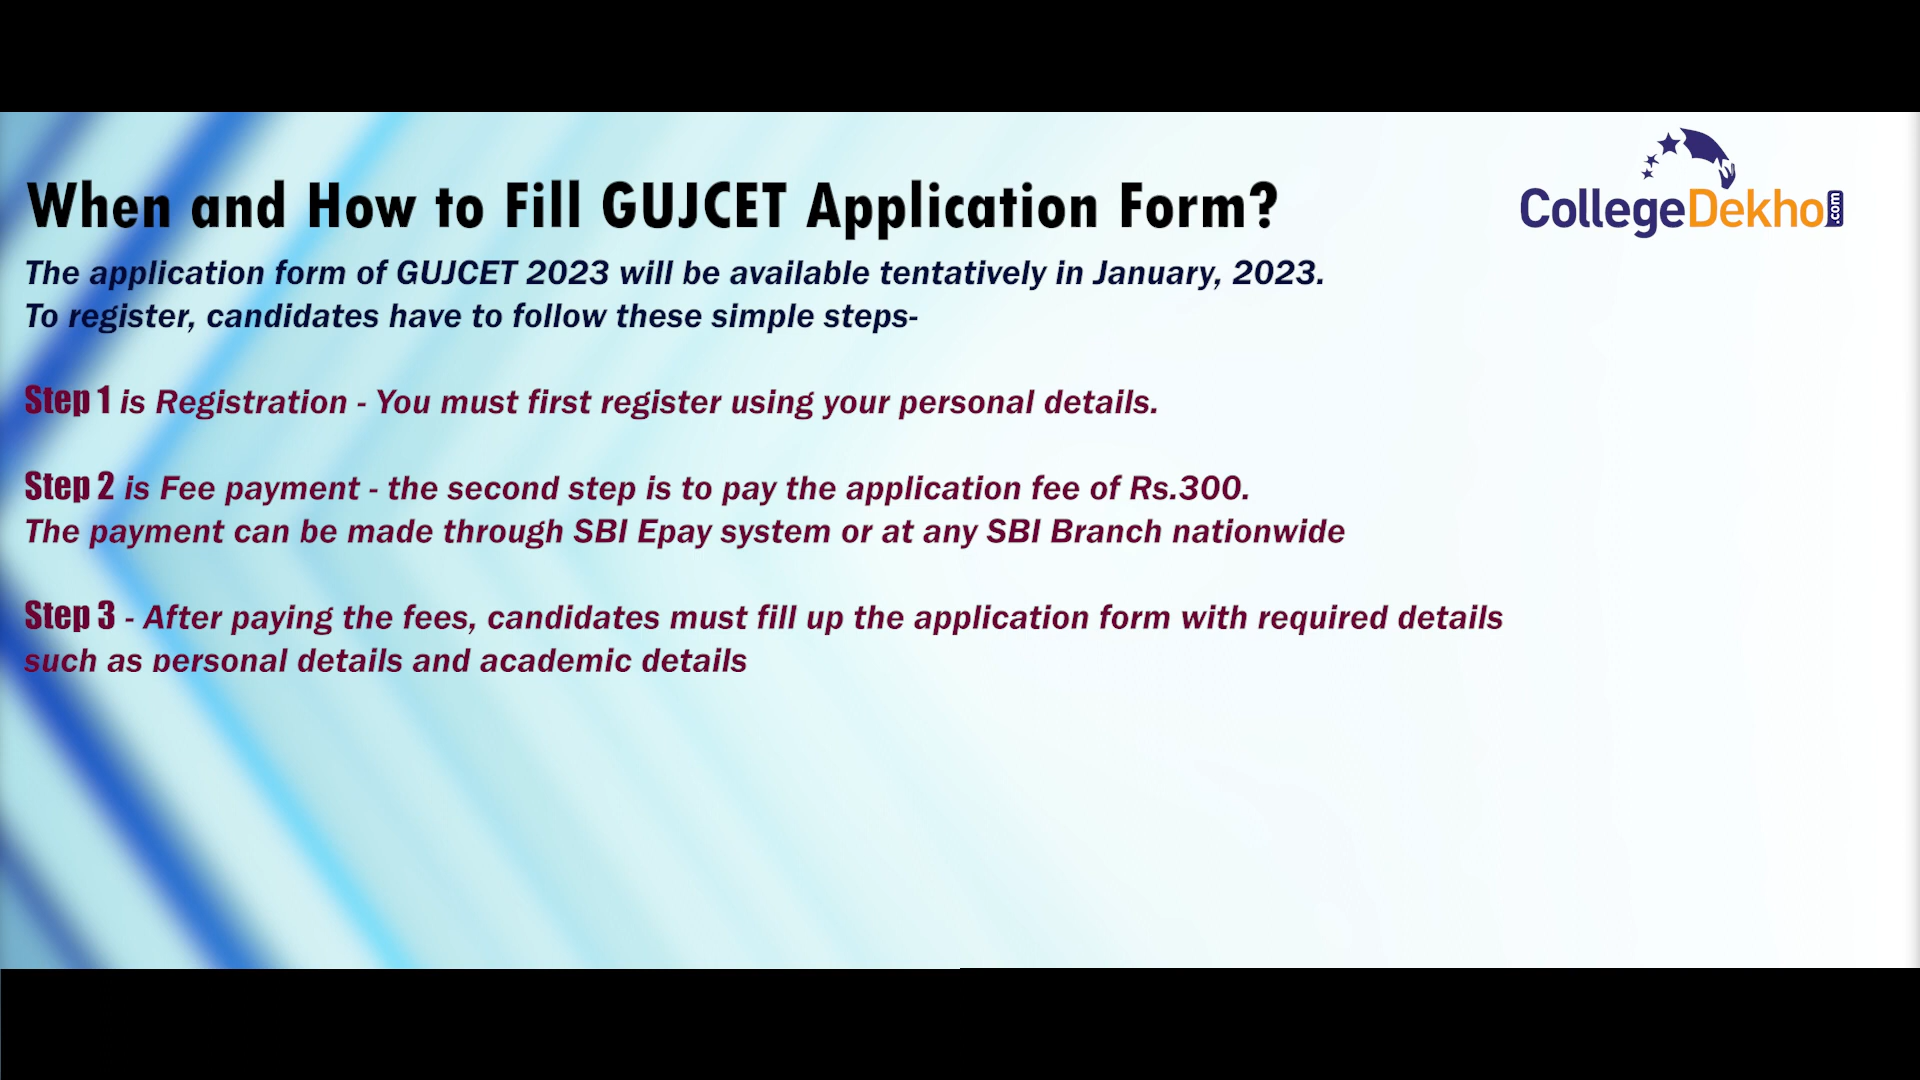 CollegeDekho.com
When and How to Fill GUJCET Application Form?
The application form of GUJCET 2023 will be available tentatively in January, 2023.
To register, candidates have to follow these simple steps-
Step 1 is Registration - You must first register using your personal details.
Step 2 is Fee payment - the second step is to pay the application fee of Rs.300.
The payment can be made through SBI Epay system or at any SBI Branch nationwide
Step 3 - After paying the fees, candidates must fill up the application form with required details
such as personal details and academic details